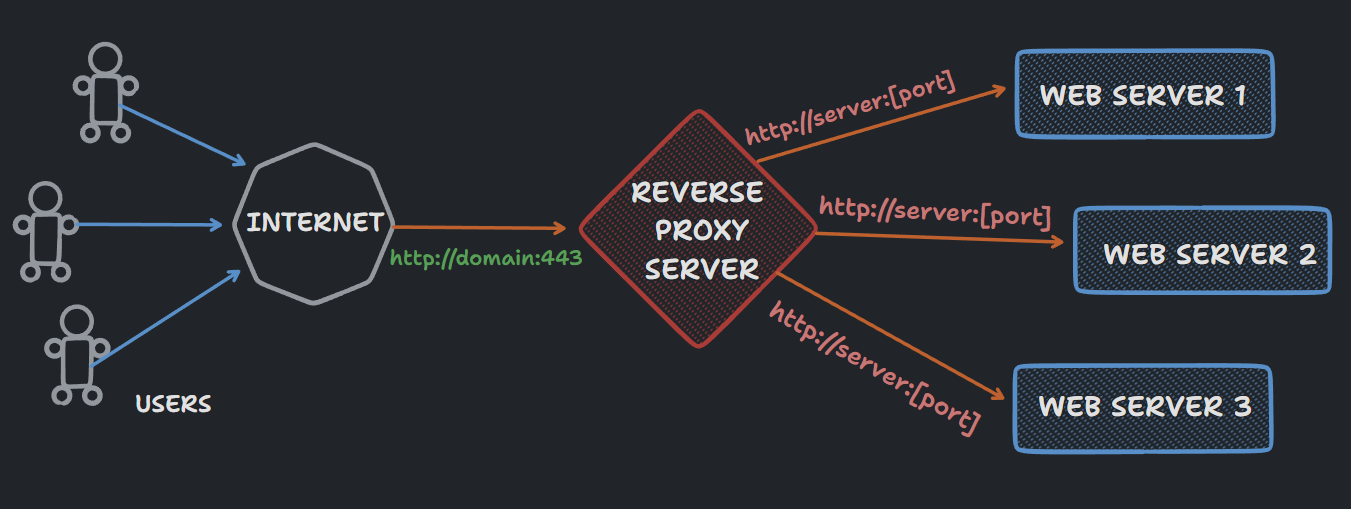 INTERNET
http://domain:443
USERS
REVERSE
PROXY
SERVER
http://server:[port]
http://server:[port]
http://server:[port]
WEB SERVER 1
WEB SERVER 2
WEB SERVER 3